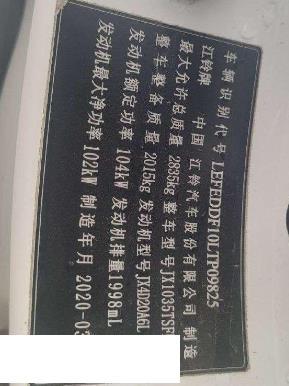 车辆识别代号 LEFEDDF10LTP09825
江铃牌 中国 江铃汽车股份有限公司 制造
最大允许总质量 2835kg 整车型号 JX1035TSF
整车整备质量 2015kg 发动机型号 JX4D20A6L
发动机额定功率 104kW 发动机排量 1998mL
发动机最大净功率 102kW 制造年月 2020-03